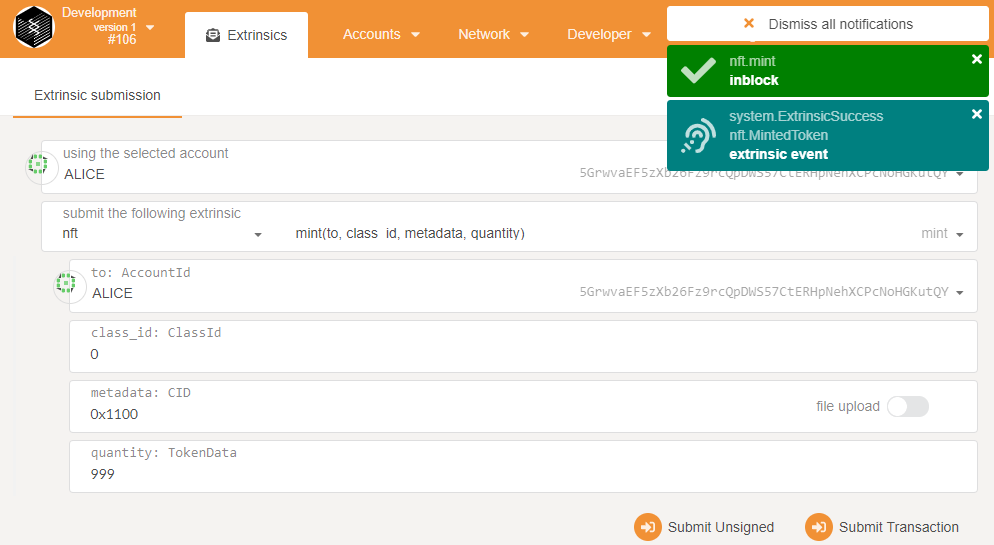 Development
version 1
#106
Extrinsics
Accounts
Network
Developer
Dismiss all notifications
nft.mint
inblock
system.ExtrinsicSuccess
nft.MintedToken
extrinsic event
Extrinsic submission
using the selected account
ALICE
5GrwvaEF5zXb26Fz9rcQpDWS57CtERHpNehXCPcNoHGKutQY
submit the following extrinsic
nft
mint(to, class_id, metadata, quantity)
mint
to: AccountId
ALICE
5GrwvaEF5zXb26Fz9rcQpDWS57CtERHpNehXCPcNoHGKutQY
class_id: ClassId
0
metadata: CID
0x1100
file upload
quantity: TokenData
999
Submit Unsigned
Submit Transaction